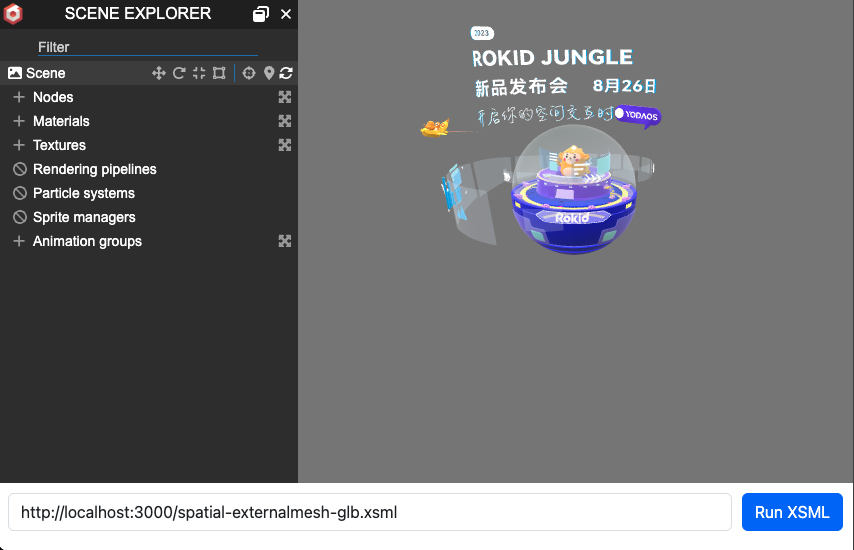 SCENE EXPLORER
Filter
Scene
Nodes
Materials
Textures
Rendering pipelines
Particle systems
Sprite managers
Animation groups
2023
ROKID JUNGLE
新品发布会 8月26日
开启你的空间交互时
YODAOS
Rokid
http://localhost:3000/spatial-externalmesh-glb.xsml
Run XSML